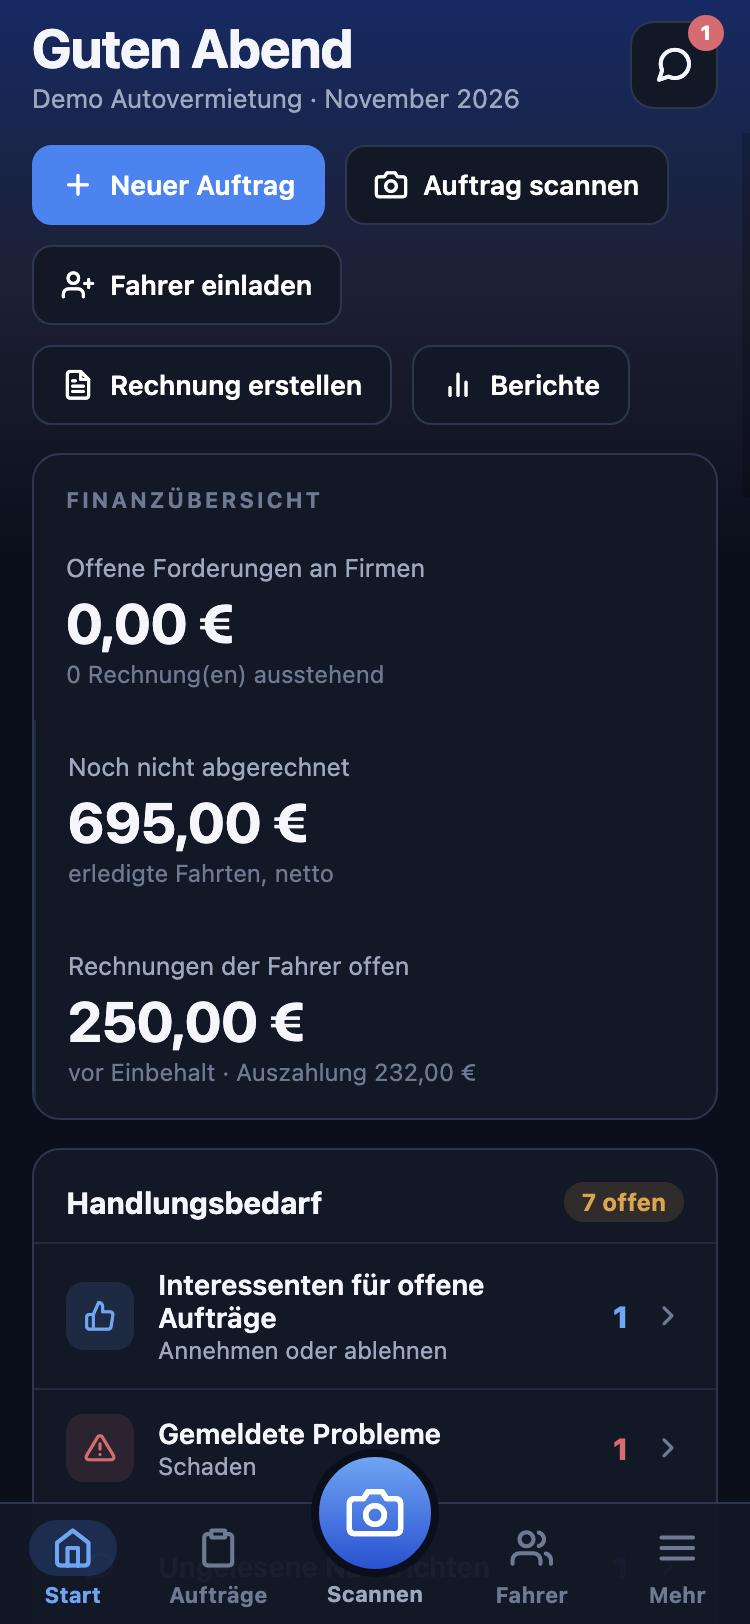 Guten Abend
1
Demo Autovermietung · November 2026
Neuer Auftrag
Auftrag scannen
Fahrer einladen
Rechnung erstellen
Berichte
FINANZÜBERSICHT
Offene Forderungen an Firmen
0,00 €
0 Rechnung(en) ausstehend
Noch nicht abgerechnet
695,00 €
erledigte Fahrten, netto
Rechnungen der Fahrer offen
250,00 €
vor Einbehalt · Auszahlung 232,00 €
Handlungsbedarf
7 offen
Interessenten für offene
Aufträge
1
Annehmen oder ablehnen
Gemeldete Probleme
1
Schaden
Start
Aufträge
Scannen
Fahrer
Mehr